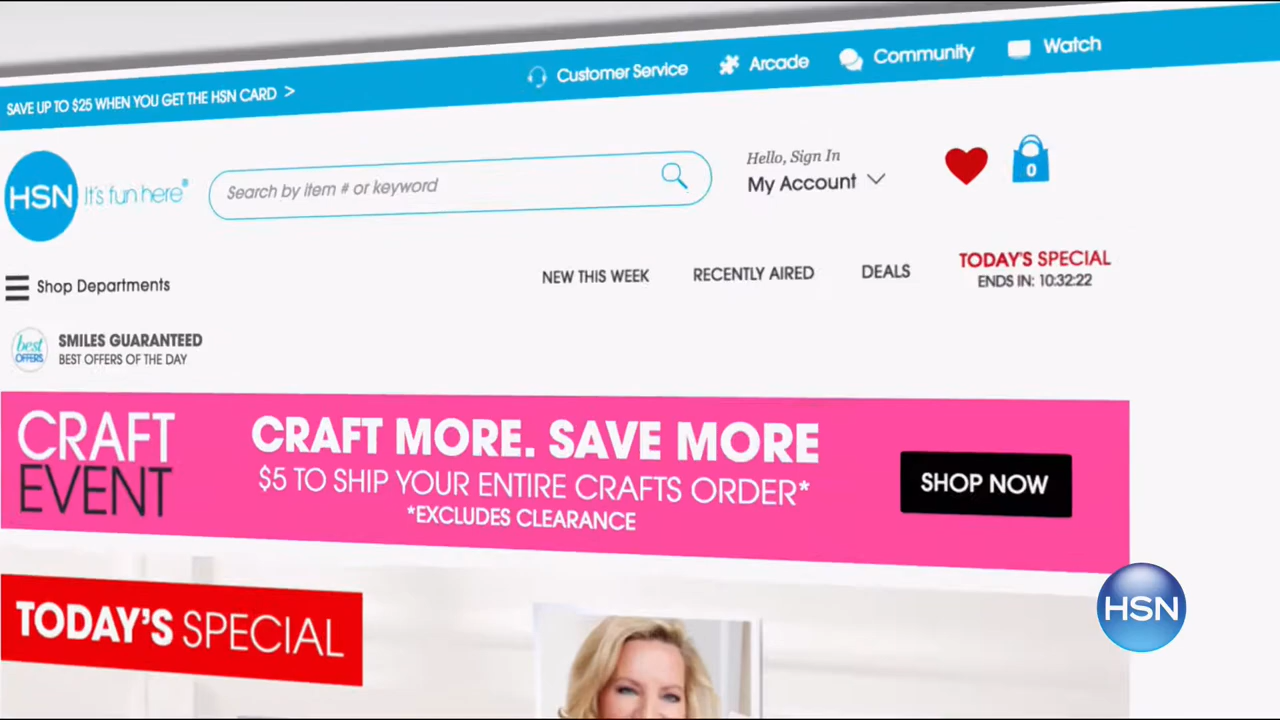 SAVE UP TO $25 WHEN YOU GET THE HSN CARD >
Customer Service
Arcade
Community
Watch
HSN It's fun here®
Search by item # or keyword
Hello, Sign In
My Account
0
Shop Departments
NEW THIS WEEK
RECENTLY AIRED
DEALS
TODAY'S SPECIAL
ENDS IN: 10:32:22
best
OFFERS
SMILES GUARANTEED
BEST OFFERS OF THE DAY
CRAFT
EVENT
CRAFT MORE. SAVE MORE
$5 TO SHIP YOUR ENTIRE CRAFTS ORDER*
*EXCLUDES CLEARANCE
SHOP NOW
TODAY'S SPECIAL
HSN